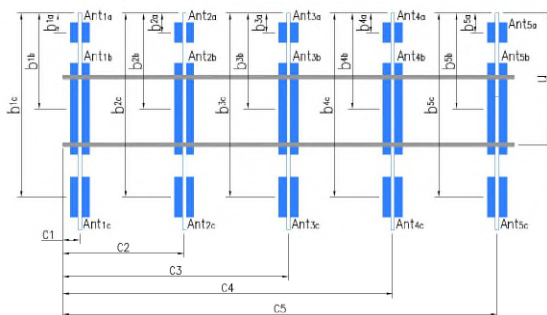 b1a
Ant1a
b2a
Ant2a
b3a
Ant3a
b4a
Ant4a
b5a
Ant5a
b1b
Ant1b
b2b
Ant2b
b3b
Ant3b
b4b
Ant4b
b5b
Ant5b
b1c
b2c
b3c
b4c
b5c
Ant1c
Ant2c
Ant3c
Ant4c
Ant5c
C1
C2
C3
C4
C5